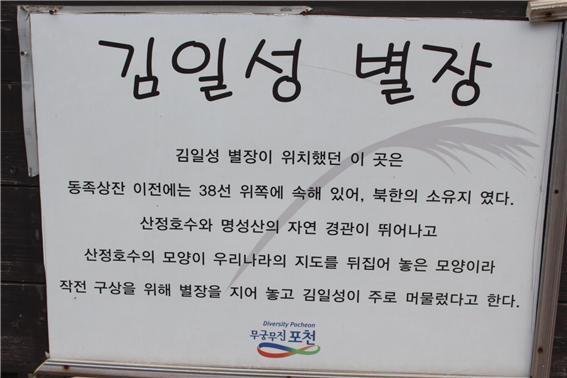 김일성 별장
김일성 별장이 위치했던 이 곳은
동족상잔 이전에는 38선 위쪽에 속해 있어, 북한의 소유지 였다.
산정호수와 명성산의 자연 경관이 뛰어나고
산정호수의 모양이 우리나라의 지도를 뒤집어 놓은 모양이라
작전 구상을 위해 별장을 지어 놓고 김일성이 주로 머물렀다고 한다.
Diversity Pocheon
무궁무진 포천